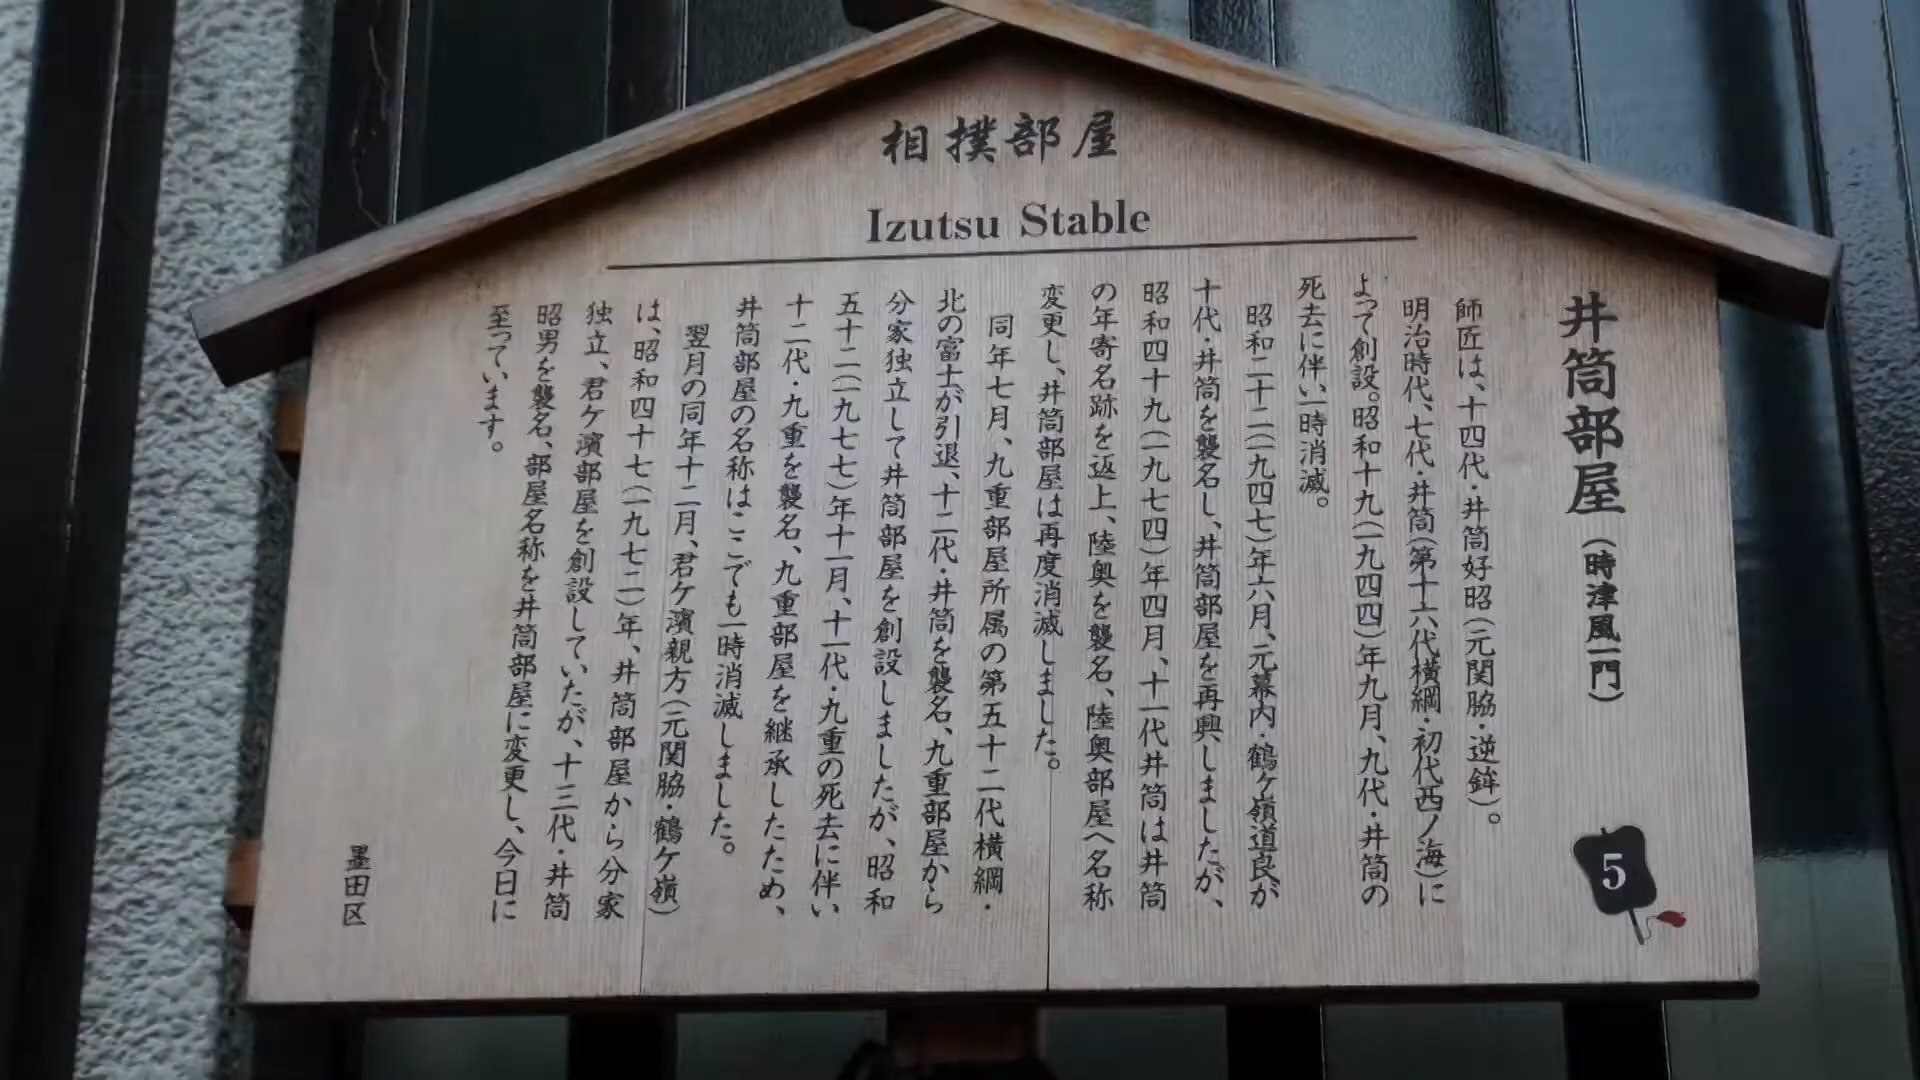 相撲部屋
Izutsu Stable
井筒部屋（時津風一門）
師匠は、十四代・井筒好昭（元関脇・逆鉾）。
明治時代、七代・井筒（第十六代横綱・初代西ノ海）に
よって創設。昭和十九（一九四四）年九月、九代・井筒の
死去に伴い一時消滅。
昭和二十二（一九四七）年六月、元幕内・鶴ヶ嶺道良が
十代・井筒を襲名し、井筒部屋を再興しましたが、
昭和四十九（一九七四）年四月、十一代井筒は井筒
の年寄名跡を返上、陸奥を襲名、陸奥部屋へ名称
変更し、井筒部屋は再度消滅しました。
同年七月、九重部屋所属の第五十二代横綱・
北の富士が引退、十二代・井筒を襲名、九重部屋から
分家独立して井筒部屋を創設しましたが、昭和
五十二（一九七七）年十一月、十一代・九重の死去に伴い
十二代・九重を襲名、九重部屋を継承したため、
井筒部屋の名称はここでも一時消滅しました。
翌月の同年十二月、君ケ濱親方（元関脇・鶴ケ嶺）
は、昭和四十七（一九七二）年、井筒部屋から分家
独立、君ケ濱部屋を創設していたが、十三代・井筒
昭男を襲名、部屋名称を井筒部屋に変更し、今日に
至っています。
墨田区
5